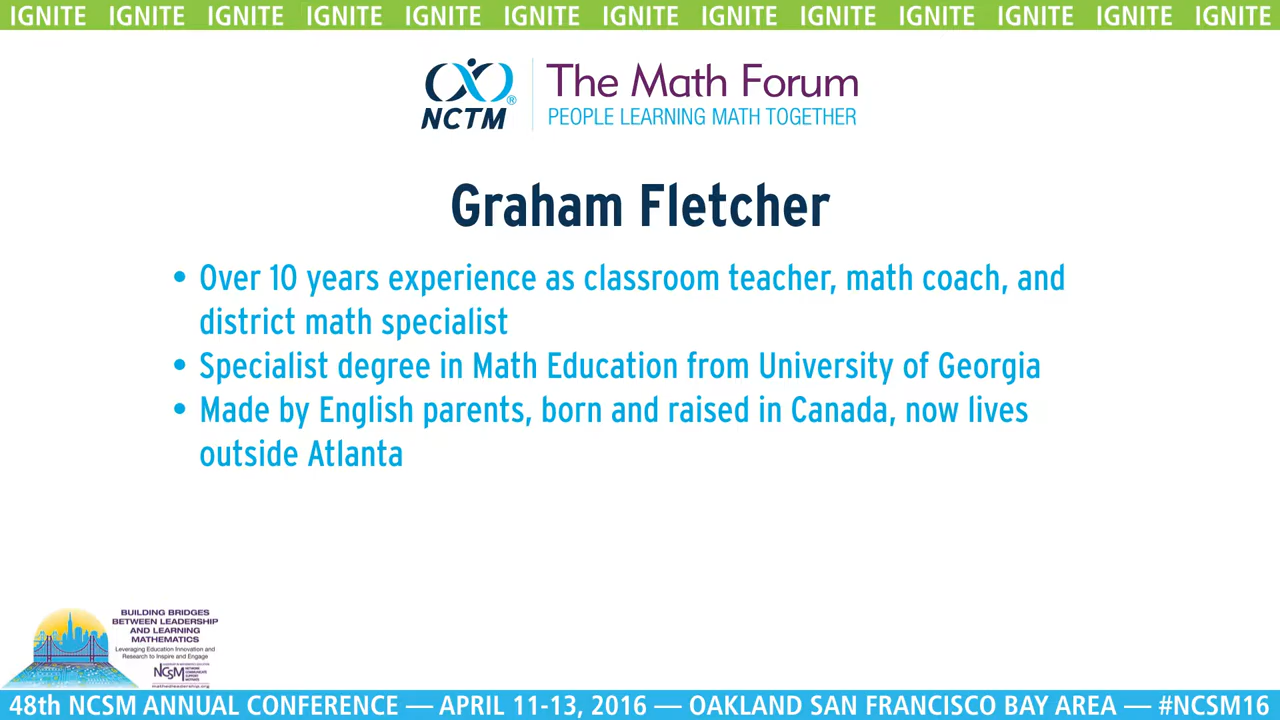 IGNITE IGNITE IGNITE IGNITE IGNITE IGNITE IGNITE IGNITE IGNITE IGNITE IGNITE IGNITE IGNITE
NCTM®
The Math Forum
PEOPLE LEARNING MATH TOGETHER
Graham Fletcher
• Over 10 years experience as classroom teacher, math coach, and
district math specialist
• Specialist degree in Math Education from University of Georgia
• Made by English parents, born and raised in Canada, now lives
outside Atlanta
BUILDING BRIDGES
BETWEEN LEADERSHIP
AND LEARNING
MATHEMATICS
Leveraging Education Innovation and
Research to Inspire and Engage
NCSM
mathedleadership.org
48th NCSM ANNUAL CONFERENCE — APRIL 11-13, 2016 — OAKLAND SAN FRANCISCO BAY AREA — #NCSM16